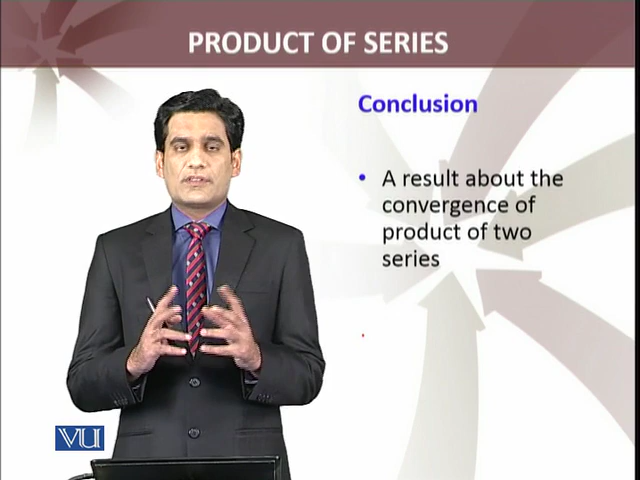 PRODUCT OF SERIES
Conclusion
• A result about the
convergence of
product of two
series
VU